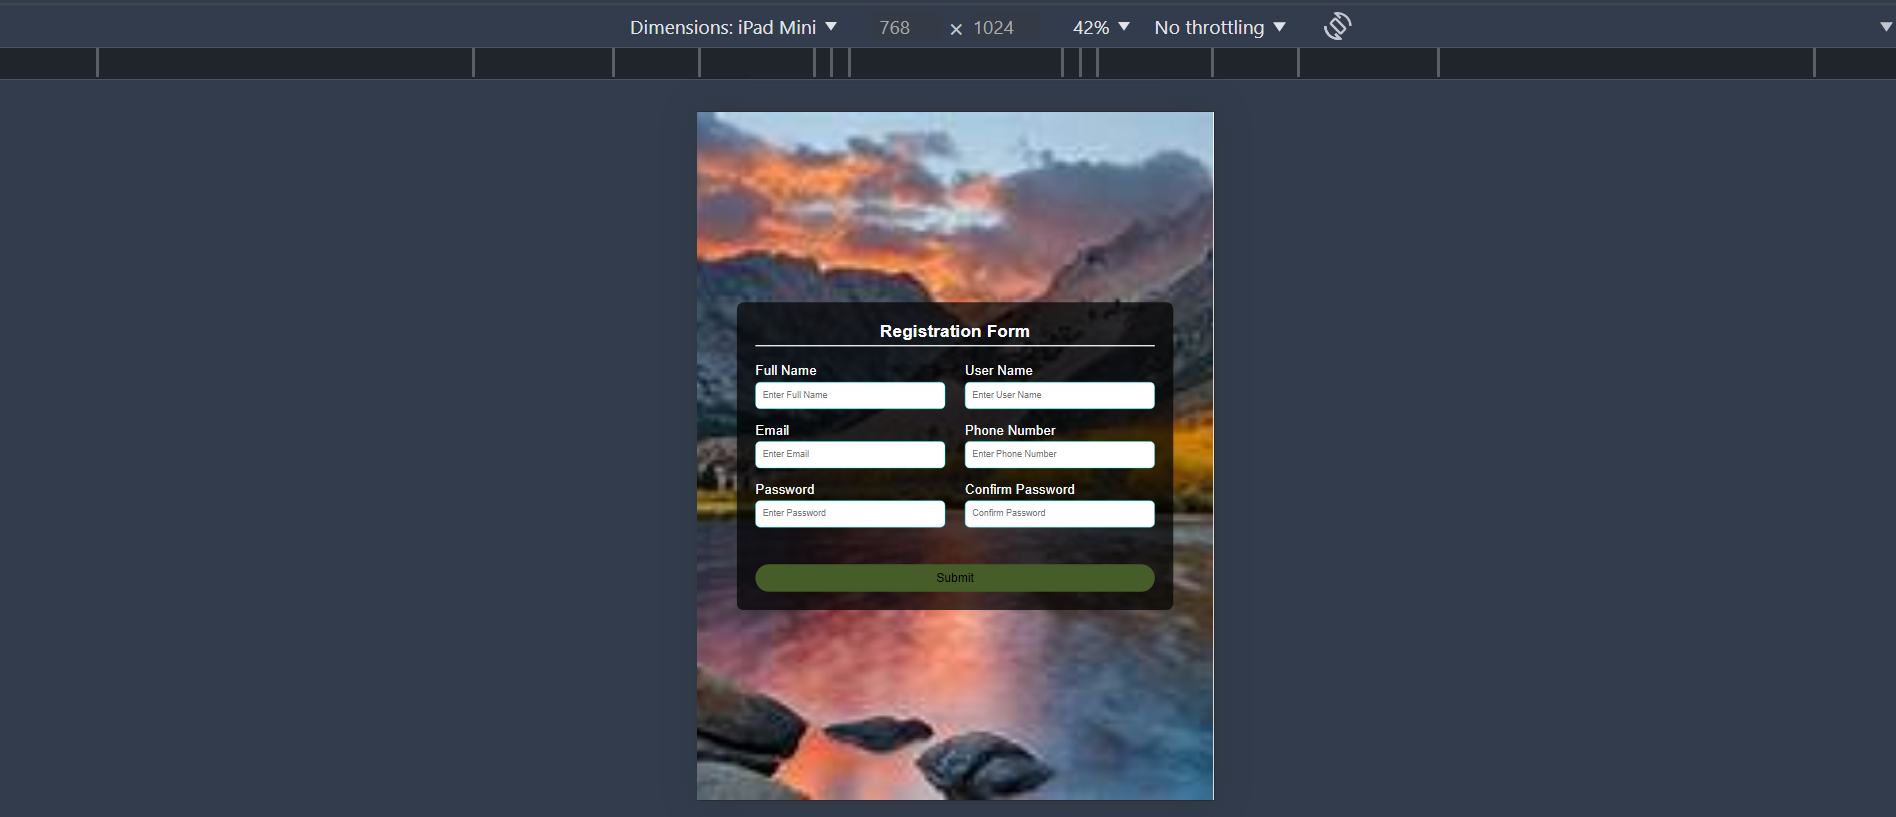 Dimensions: iPad Mini 768 × 1024 42% No throttling
Registration Form
Full Name User Name
Enter Full Name Enter User Name
Email Phone Number
Enter Email Enter Phone Number
Password Confirm Password
Enter Password Confirm Password
Submit